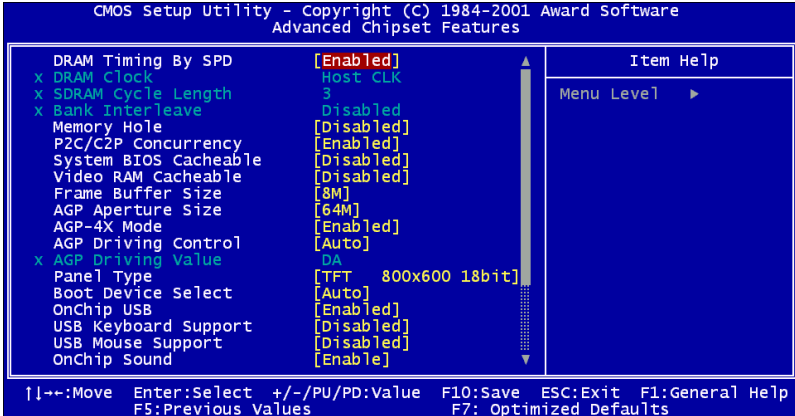 CMOS Setup Utility – Copyright (C) 1984-2001 Award Software
Advanced Chipset Features
DRAM Timing By SPD [Enabled]
x DRAM Clock Host CLK
x SDRAM Cycle Length 3
x Bank Interleave Disabled
Memory Hole [Disabled]
P2C/C2P Concurrency [Enabled]
System BIOS Cacheable [Disabled]
Video RAM Cacheable [Disabled]
Frame Buffer Size [8M]
AGP Aperture Size [64M]
AGP-4X Mode [Enabled]
AGP Driving Control [Auto]
x AGP Driving Value DA
Panel Type [TFT 800x600 18bit]
Boot Device Select [Auto]
OnChip USB [Enabled]
USB Keyboard Support [Disabled]
USB Mouse Support [Disabled]
OnChip Sound [Enable]
Item Help
Menu Level ▶
↑↓→←:Move Enter:Select +/-/PU/PD:Value F10:Save ESC:Exit F1:General Help
F5:Previous Values F7: Optimized Defaults